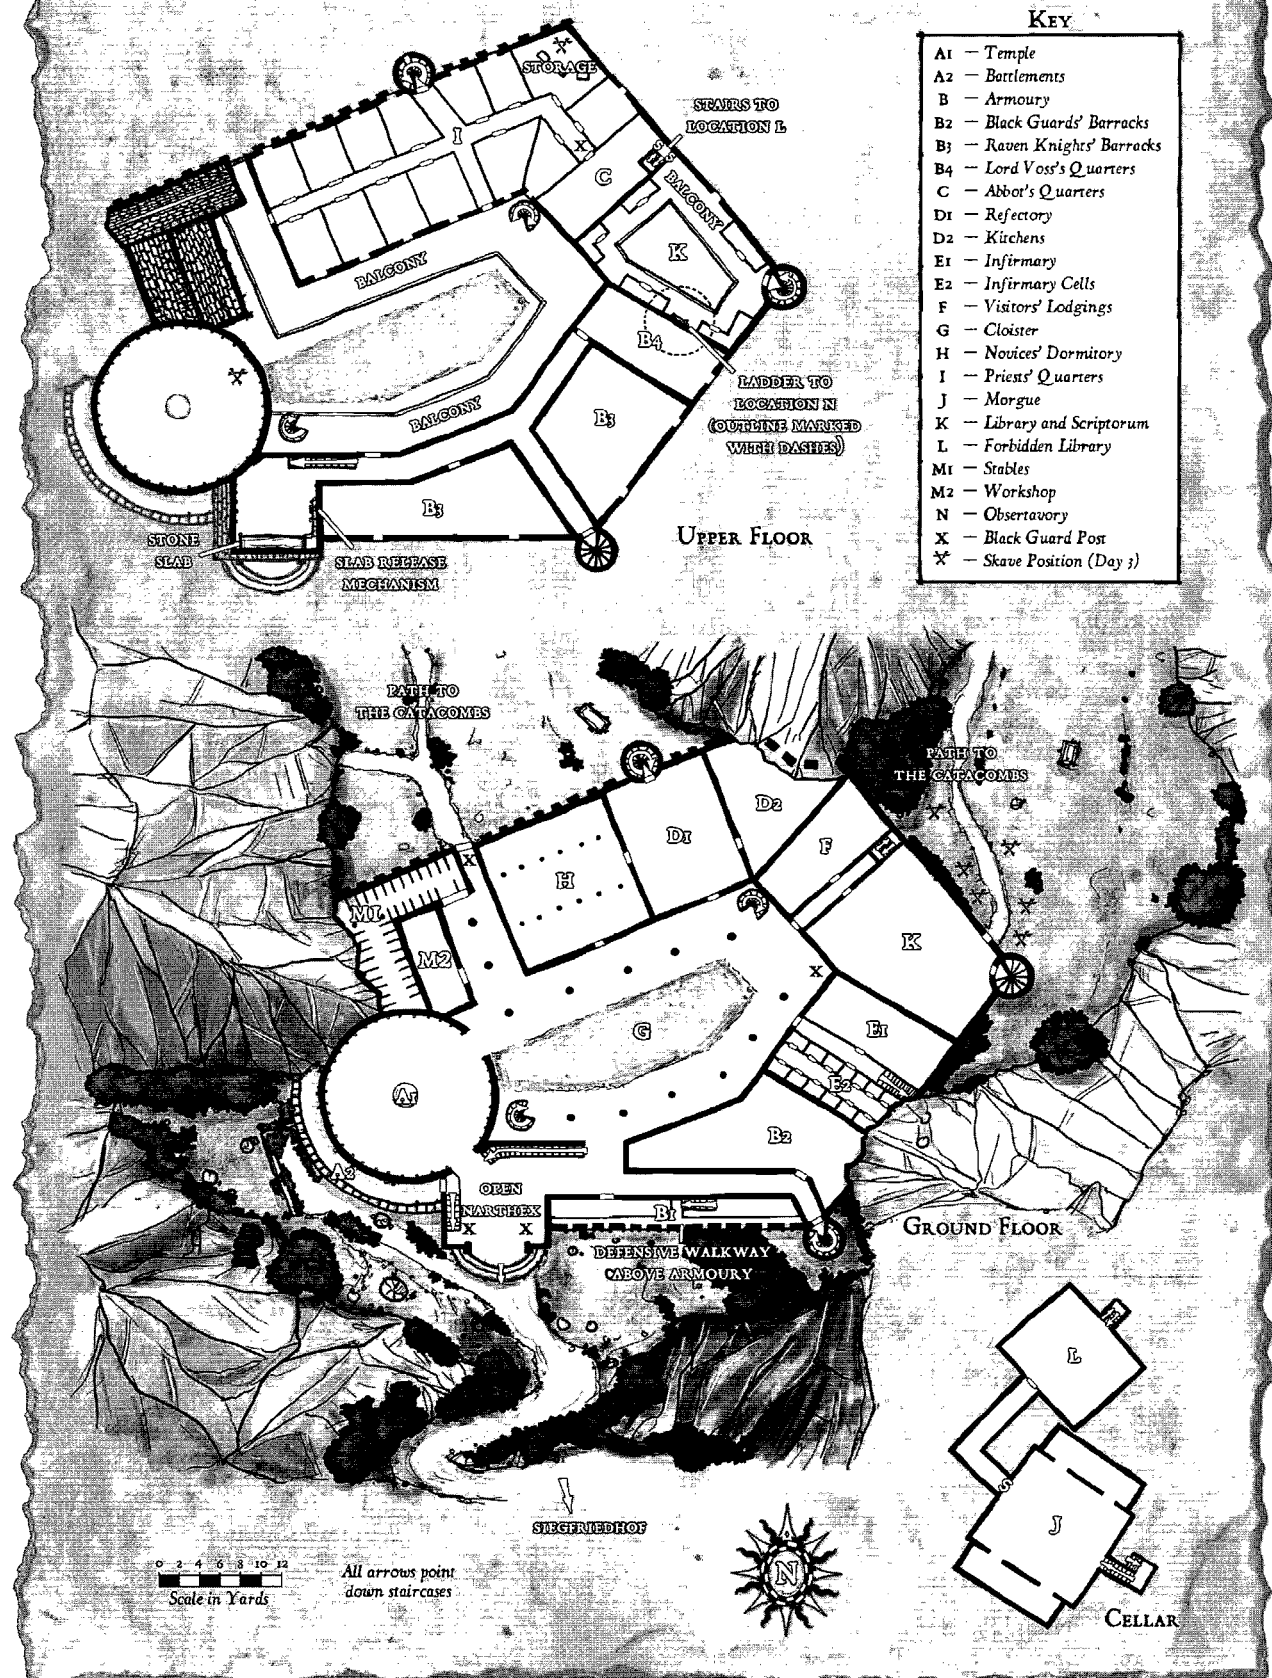 KEY
A1 — Temple
A2 — Battlements
B — Armoury
B2 — Black Guards' Barracks
B3 — Raven Knights' Barracks
B4 — Lord Voss's Quarters
C — Abbot's Quarters
D1 — Refectory
D2 — Kitchens
E1 — Infirmary
E2 — Infirmary Cells
F — Visitors' Lodgings
G — Cloister
H — Novices' Dormitory
I — Priests' Quarters
J — Morgue
K — Library and Scriptorum
L — Forbidden Library
M1 — Stables
M2 — Workshop
N — Obsertavory
X — Black Guard Post
— Skave Position (Day 3)
STORAGE
STAIRS TO
LOCATION L
I
X
C
S
S
BALCONY
K
BALCONY
B4
LADDER TO
LOCATION N
(OUTLINE MARKED
WITH DASHES)
BALCONY
B3
B3
STONE
SLAB
SLAB RELEASE
MECHANISM
UPPER FLOOR
PATH TO
THE CATACOMBS
PATH TO
THE CATACOMBS
D2
D1
F
X
H
M1
K
M2
X
G
E1
E2
A1
B2
A2
OPEN
NARTHEX
X X
B1
GROUND FLOOR
DEFENSIVE WALKWAY
ABOVE ARMOURY
L
S
J
CELLAR
SIEGFRIEDHOF
N
0 2 4 6 8 10 12
Scale in Yards
All arrows point
down staircases